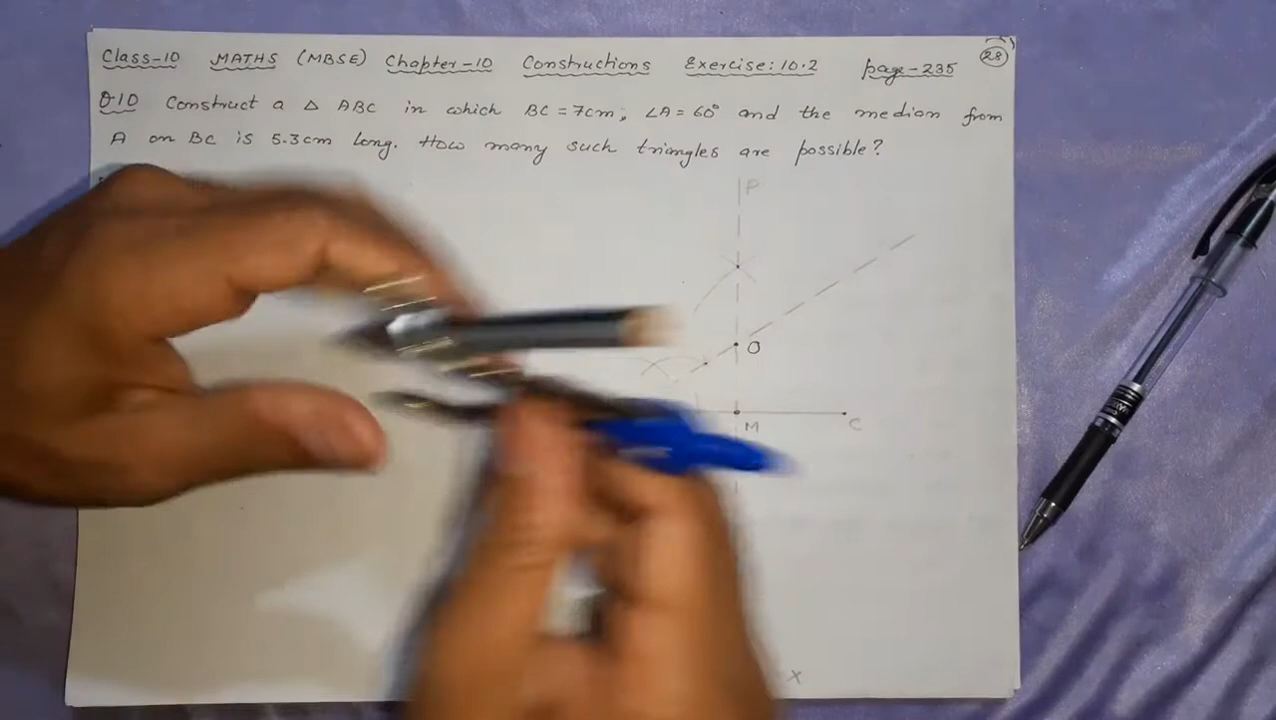 Class-10 MATHS (MBSE) Chapter-10 Constructions Exercise: 10.2 page-235 28
Q.10 Construct a △ ABC in which BC = 7cm; ∠A = 60° and the median from
A on BC is 5.3cm long. How many such triangles are possible?
P
O
M
C
X